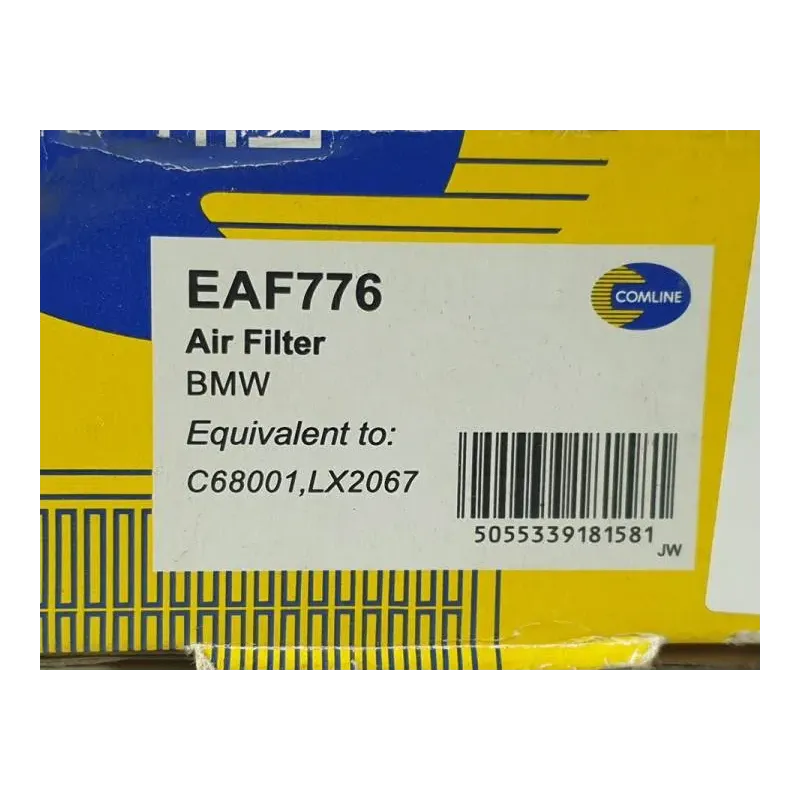 EAF776
COMLINE
Air Filter
BMW
Equivalent to:
C68001,LX2067
5055339181581
JW